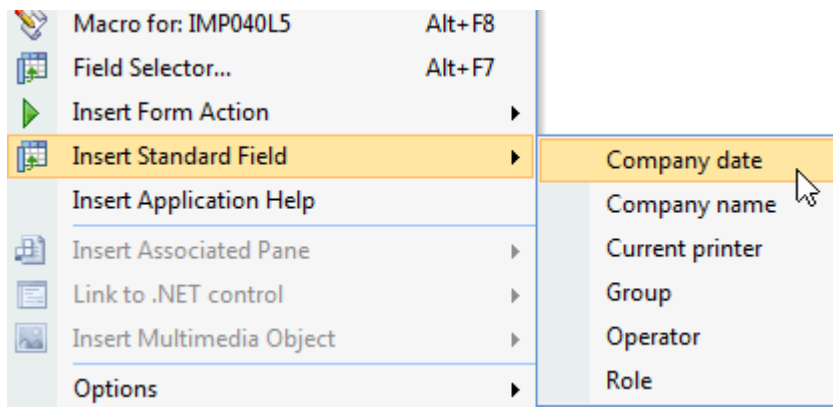 Macro for: IMP040L5 Alt+F8
Field Selector... Alt+F7
Insert Form Action
Insert Standard Field
Insert Application Help
Insert Associated Pane
Link to .NET control
Insert Multimedia Object
Options
Company date
Company name
Current printer
Group
Operator
Role